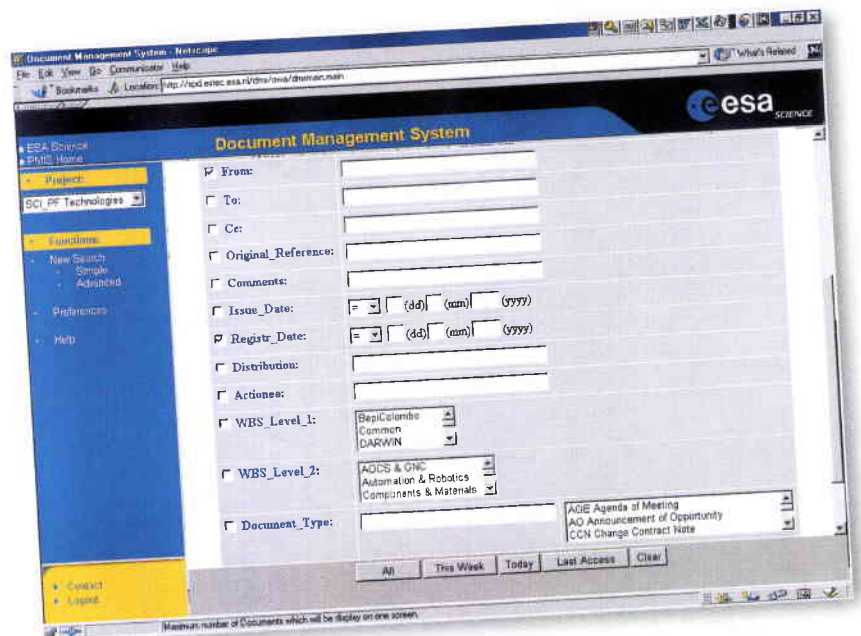 Document Management System - Netscape
File Edit View Go Communicator Help
Bookmarks Location: http://spd.estec.esa.nl/dms/owa/dmsmain.main What's Related
esa
SCIENCE
ESA Science
PMIS Home
Document Management System
Project:
SCI_PF Technologies
Functions:
New Search
Simple
Advanced
Preferences
Help
From:
To:
Cc:
Original_Reference:
Comments:
Issue_Date: = (dd) (mm) (yyyy)
Registr_Date: = (dd) (mm) (yyyy)
Distribution:
Actionee:
WBS_Level_1: BepiColombo
Common
DARWIN
WBS_Level_2: AOCS & GNC
Automation & Robotics
Components & Materials
Document_Type: AGE Agenda of Meeting
AO Announcement of Opportunity
CCN Change Contract Note
All This Week Today Last Access Clear
Contact
Logout
Maximum number of Documents which will be display on one screen.